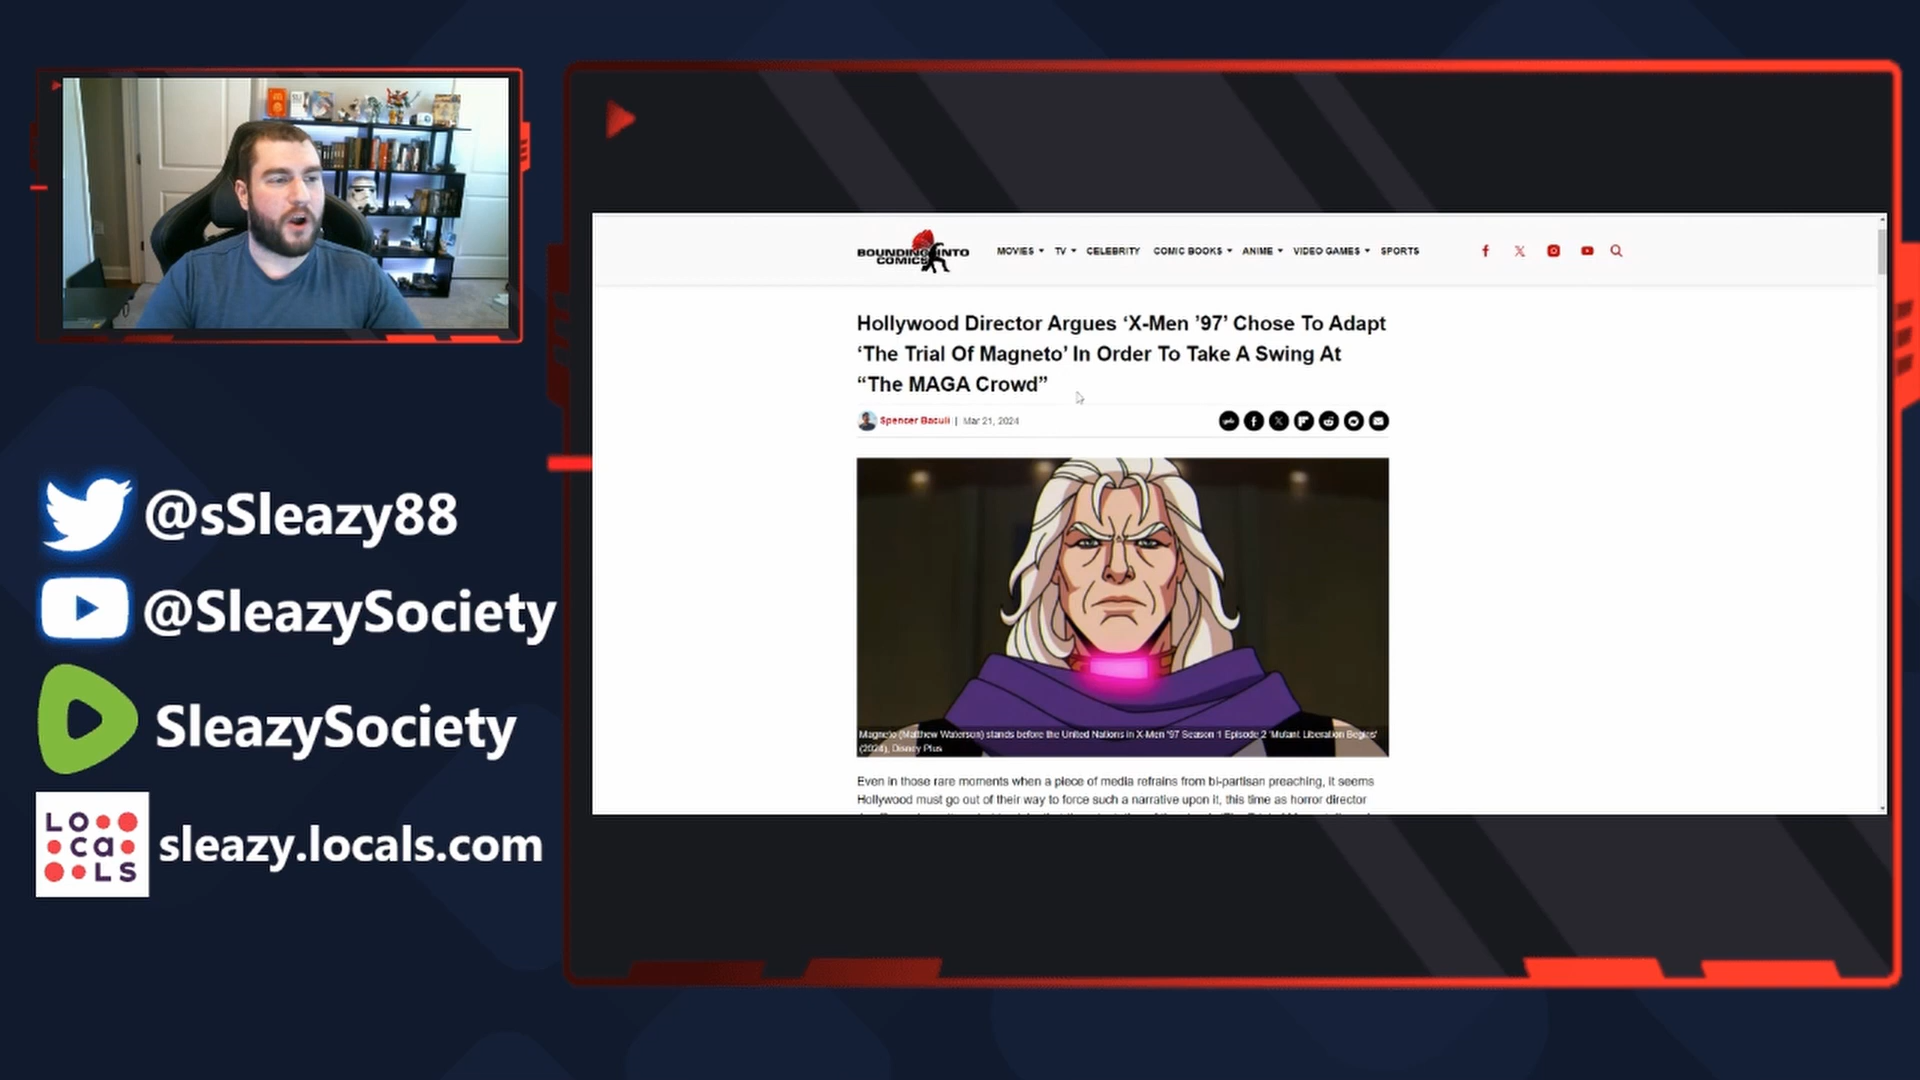 @sSleazy88
@SleazySociety
SleazySociety
LOcaLS
sleazy.locals.com
BOUNDING INTO
COMICS
MOVIES TV CELEBRITY COMIC BOOKS ANIME VIDEO GAMES SPORTS
Hollywood Director Argues ‘X-Men ’97’ Chose To Adapt
‘The Trial Of Magneto’ In Order To Take A Swing At
“The MAGA Crowd”
Spencer Baculi | Mar 21, 2024
Magneto (Matthew Waterson) stands before the United Nations in X-Men '97 Season 1 Episode 2 'Mutant Liberation Begins'
(2024), Disney Plus
Even in those rare moments when a piece of media refrains from bi-partisan preaching, it seems
Hollywood must go out of their way to force such a narrative upon it, this time as horror director